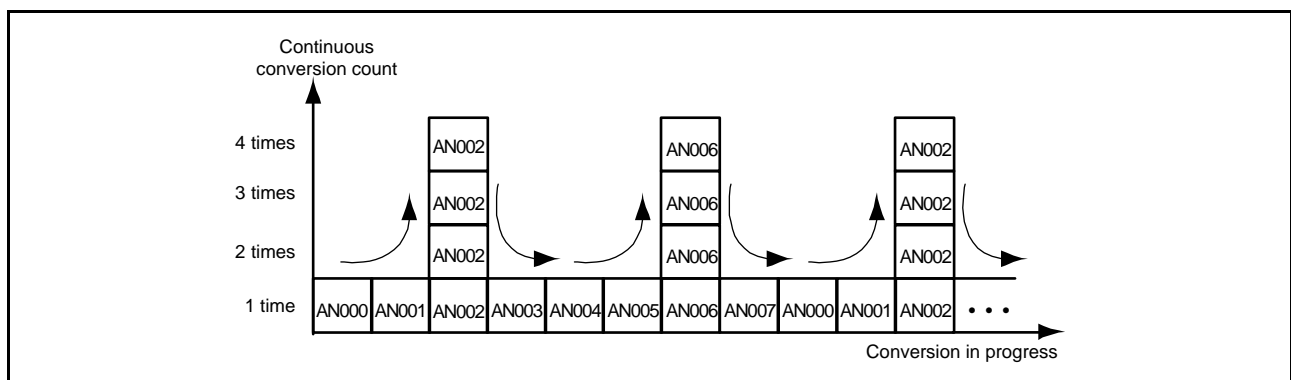 Continuous
conversion count
4 times
AN002
AN006
AN002
3 times
AN002
AN006
AN002
2 times
AN002
AN006
AN002
1 time
AN000
AN001
AN002
AN003
AN004
AN005
AN006
AN007
AN000
AN001
AN002
• • •
Conversion in progress